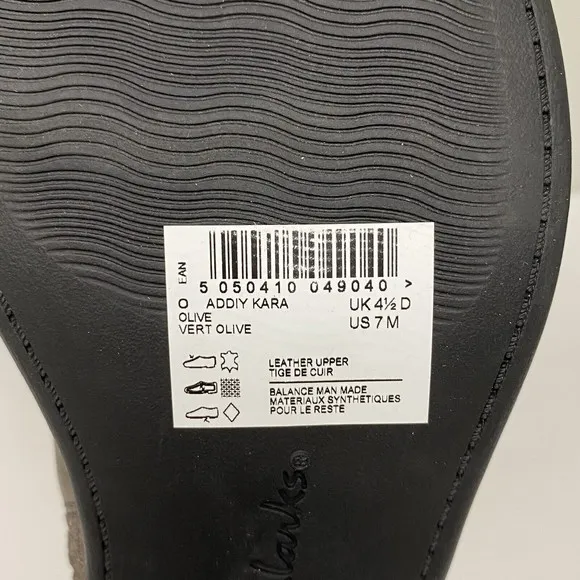 EAN
5 050410 049040 >
O ADDIY KARA UK 4½ D
OLIVE US 7 M
VERT OLIVE
LEATHER UPPER
TIGE DE CUIR
BALANCE MAN MADE
MATERIAUX SYNTHETIQUES
POUR LE RESTE
Clarks®